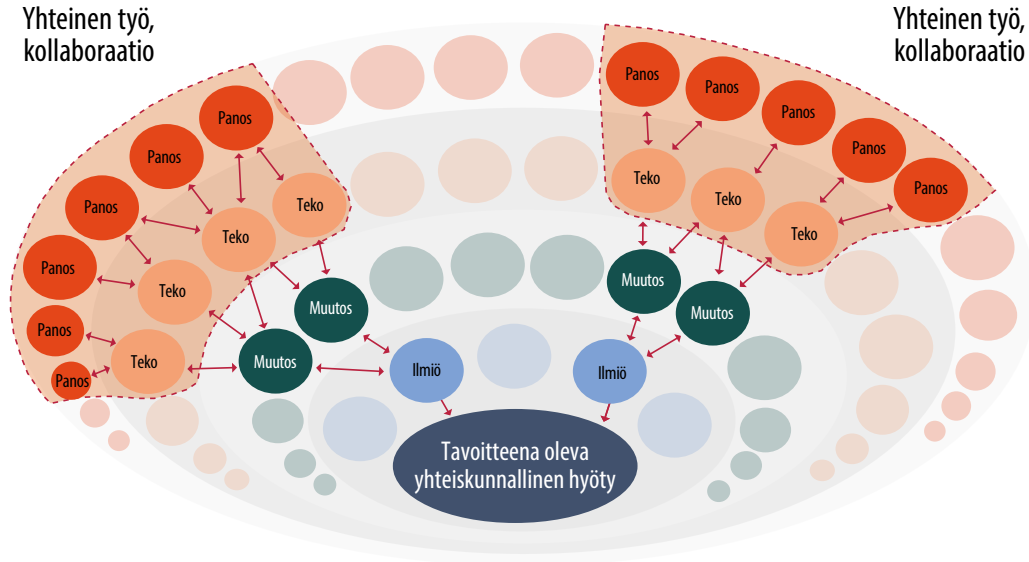 Yhteinen työ,
kollaboraatio
Yhteinen työ,
kollaboraatio
Panos
Panos
Panos
Panos
Panos
Panos
Teko
Teko
Teko
Teko
Panos
Panos
Panos
Panos
Panos
Teko
Teko
Teko
Muutos
Muutos
Muutos
Muutos
Ilmiö
Ilmiö
Tavoitteena oleva
yhteiskunnallinen hyöty